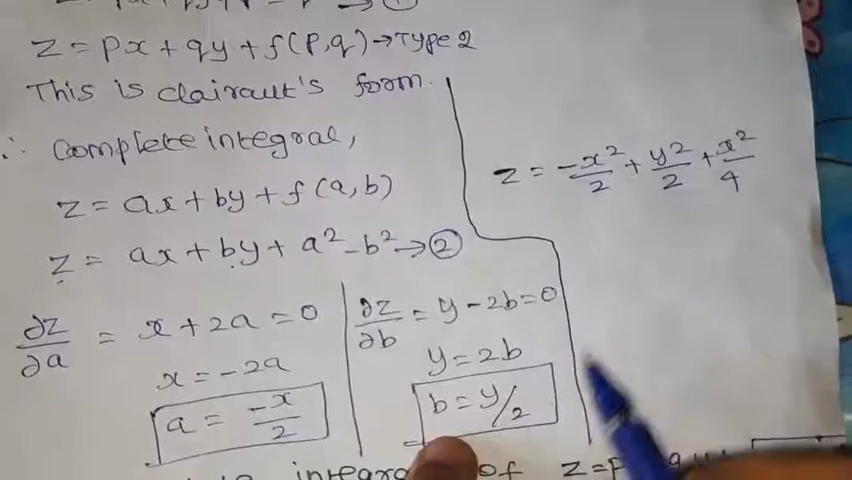 z = px + qy + f(p,q) → Type 2
This is clairaut's form.
∴ Complete integral,
z = ax + by + f(a,b)
z = ax + by + a² - b² → ②
∂z/∂a = x + 2a = 0
x = -2a
a = -x/2
∂z/∂b = y - 2b = 0
y = 2b
b = y/2
z = -x²/2 + y²/2 + x²/4
of z = p